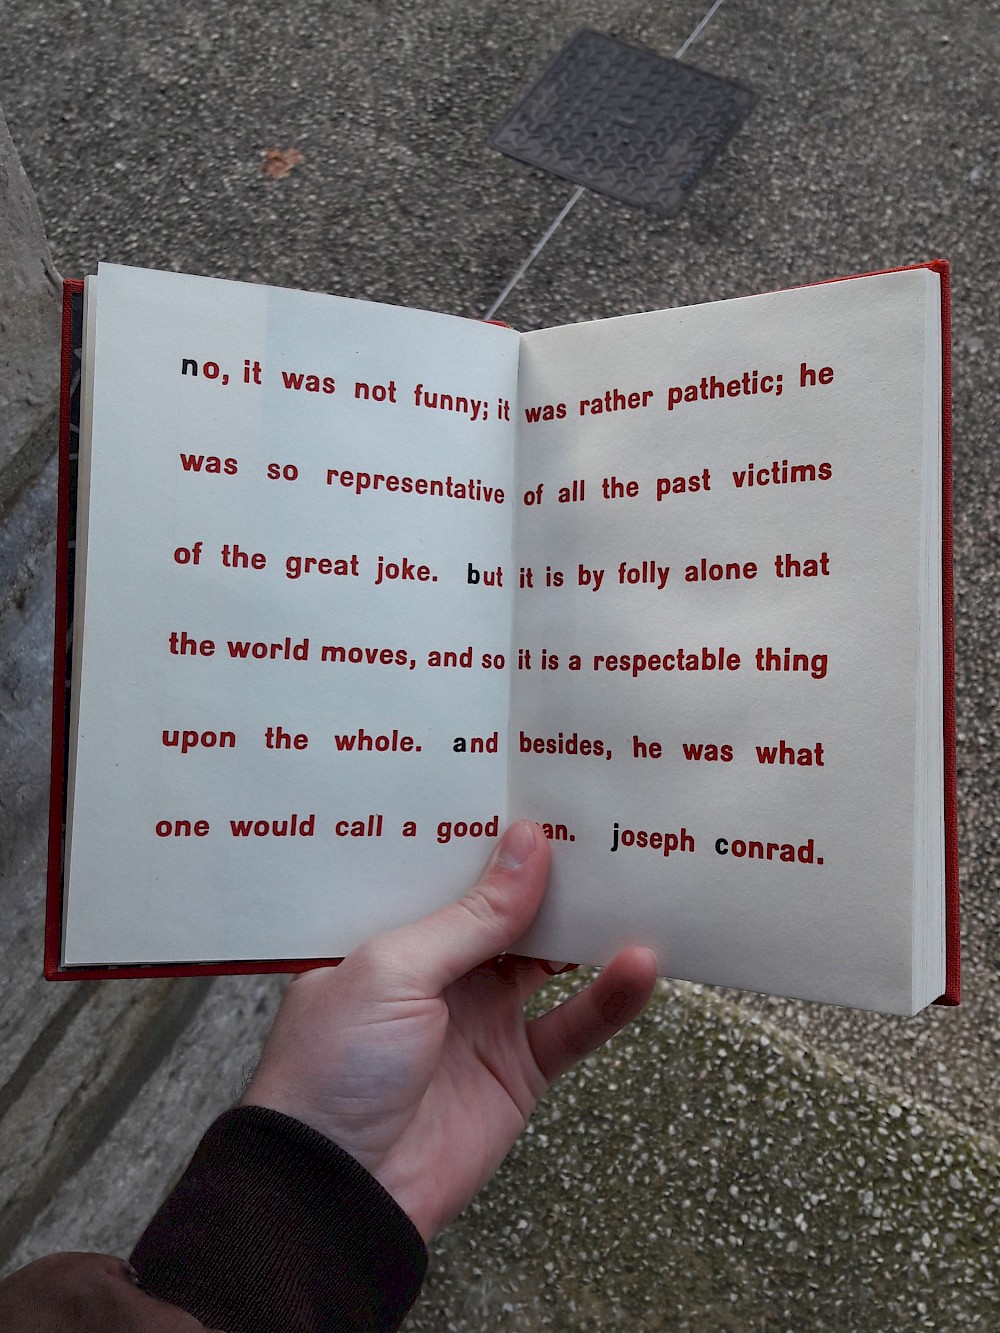 no, it was not funny; it was rather pathetic; he
was so representative of all the past victims
of the great joke. but it is by folly alone that
the world moves, and so it is a respectable thing
upon the whole. and besides, he was what
one would call a good an. joseph conrad.